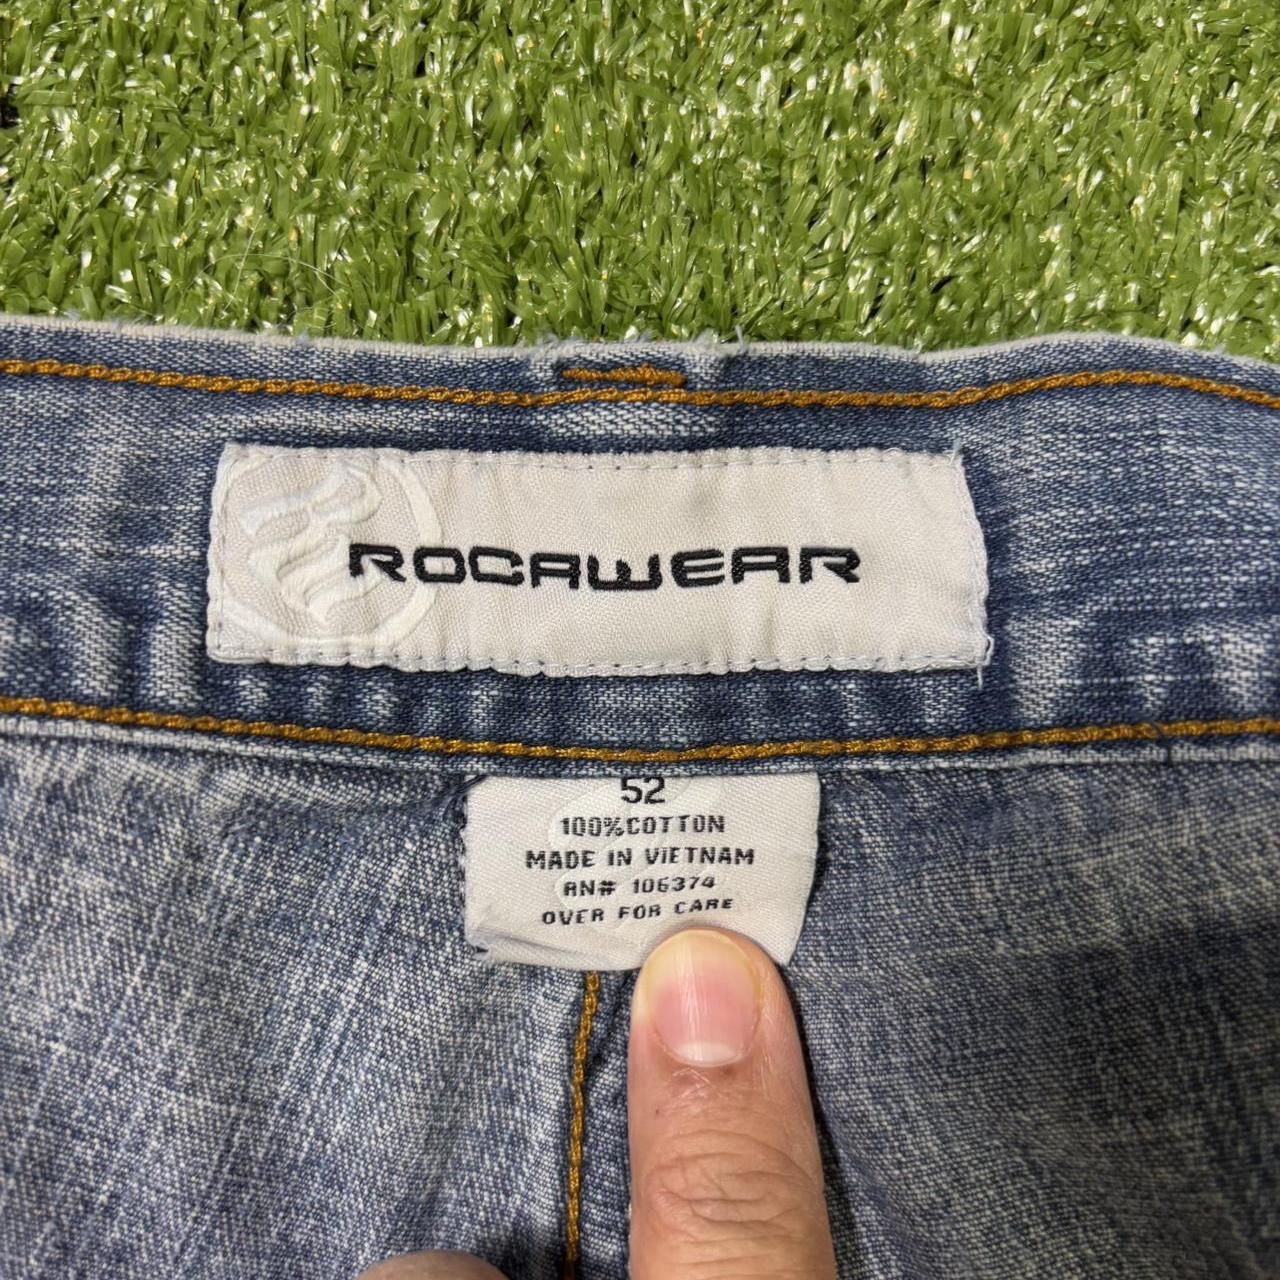 ROCAWEAR
52
100%COTTON
MADE IN VIETNAM
RN# 106374
OVER FOR CARE